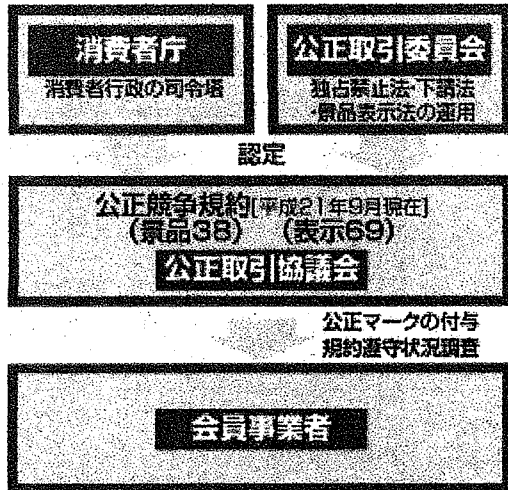 消費者庁
消費者行政の司令塔
公正取引委員会
独占禁止法・下請法
・景品表示法の運用
認定
公正競争規約[平成21年9月現在]
(景品38) (表示69)
公正取引協議会
公正マークの付与
規約遵守状況調査
会員事業者